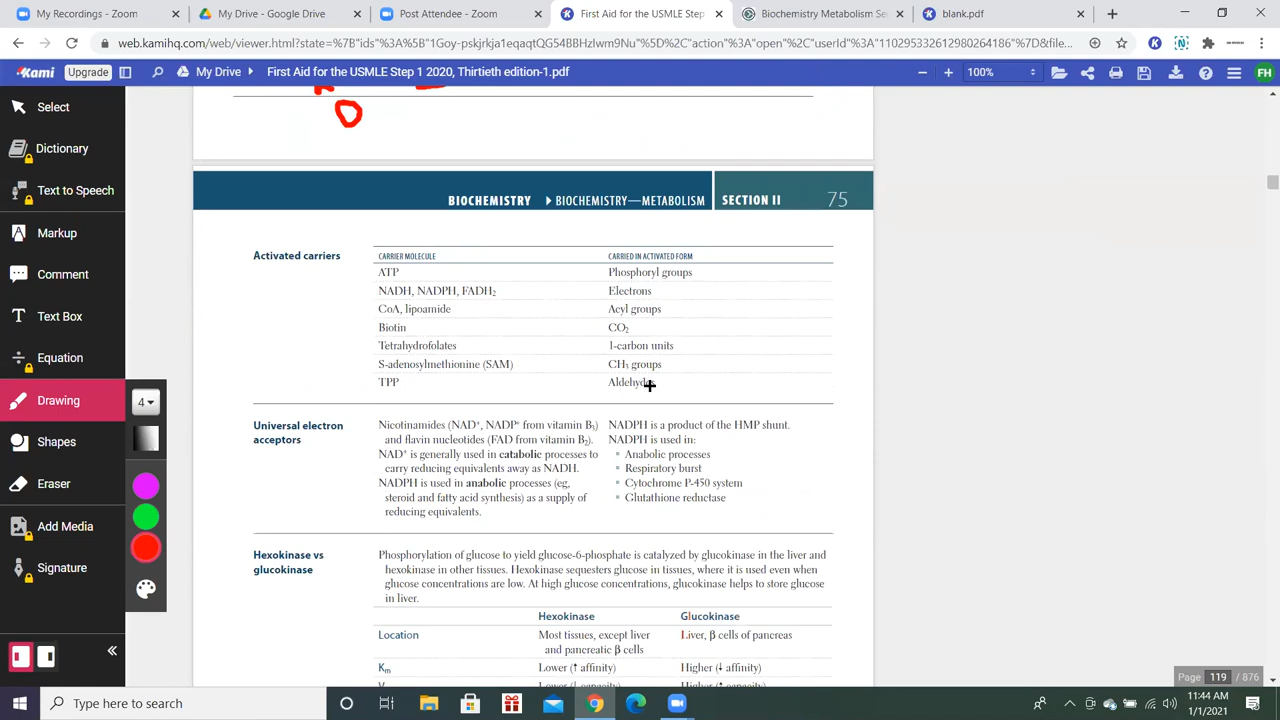 My Recordings - Zoom
My Drive - Google Drive
Post Attendee - Zoom
First Aid for the USMLE Step
Biochemistry Metabolism Se
blank.pdf
web.kamihq.com/web/viewer.html?state=%7B"ids"%3A%5B"1Goy-pskjrkja1eqaqtpGT54BBHzlwm9Nu"%5D%2C"action"%3A"open"%2C"userId"%3A"110295332612980264186"%7D&file...
Kami
Upgrade
My Drive
First Aid for the USMLE Step 1 2020, Thirtieth edition-1.pdf
100%
FH
Select
Dictionary
Text to Speech
Markup
Comment
T Text Box
Equation
Drawing
4
Shapes
Eraser
Add Media
Signature
BIOCHEMISTRY BIOCHEMISTRY—METABOLISM SECTION II 75
Activated carriers
CARRIER MOLECULE CARRIED IN ACTIVATED FORM
ATP Phosphoryl groups
NADH, NADPH, FADH₂ Electrons
CoA, lipoamide Acyl groups
Biotin CO₂
Tetrahydrofolates 1-carbon units
S-adenosylmethionine (SAM) CH₃ groups
TPP Aldehydes
Universal electron
acceptors
Nicotinamides (NAD⁺, NADP⁺ from vitamin B₃)
and flavin nucleotides (FAD from vitamin B₂).
NAD⁺ is generally used in catabolic processes to
carry reducing equivalents away as NADH.
NADPH is used in anabolic processes (eg,
steroid and fatty acid synthesis) as a supply of
reducing equivalents.
NADPH is a product of the HMP shunt.
NADPH is used in:
Anabolic processes
Respiratory burst
Cytochrome P-450 system
Glutathione reductase
Hexokinase vs
glucokinase
Phosphorylation of glucose to yield glucose-6-phosphate is catalyzed by glucokinase in the liver and
hexokinase in other tissues. Hexokinase sequesters glucose in tissues, where it is used even when
glucose concentrations are low. At high glucose concentrations, glucokinase helps to store glucose
in liver.
Hexokinase Glucokinase
Location Most tissues, except liver
and pancreatic β cells
Liver, β cells of pancreas
Kₘ Lower (↑ affinity) Higher (↓ affinity)
Page 119 / 876
Type here to search
11:44 AM
1/1/2021